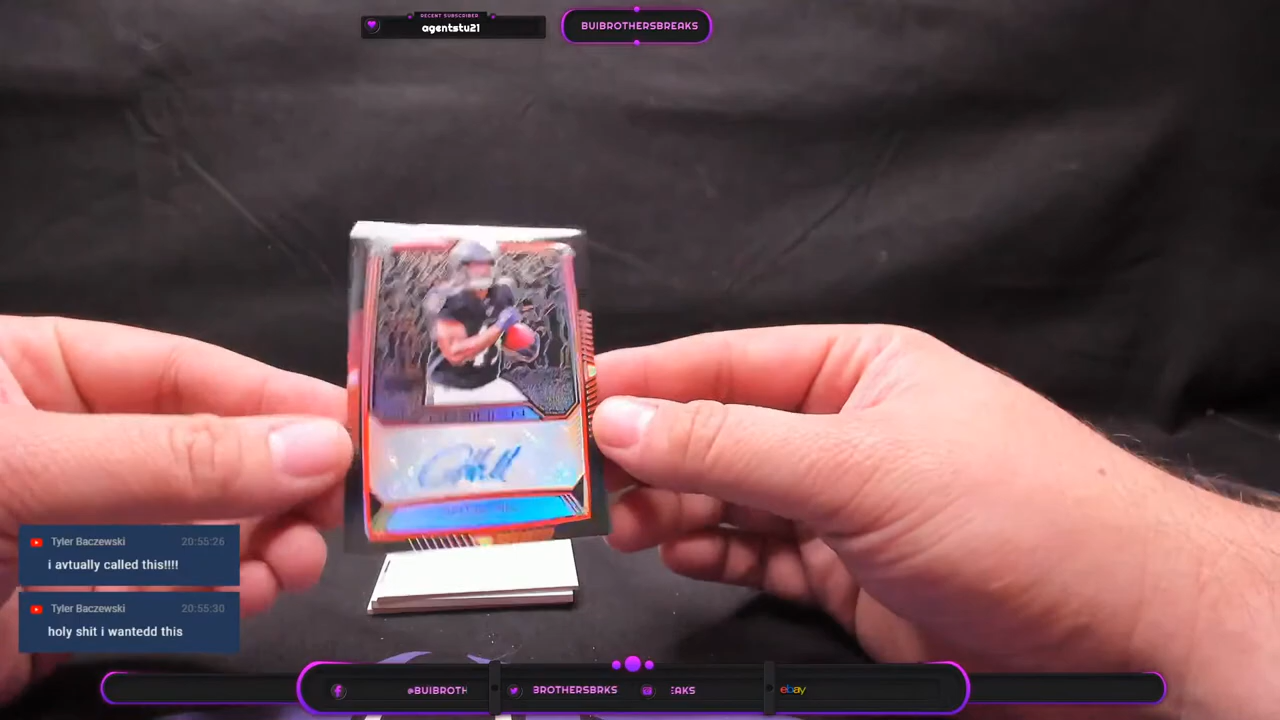 RECENT SUBSCRIBER
agentstu21
BUIBROTHERSBREAKS
Tyler Baczewski 20:55:26
i avtually called this!!!!
Tyler Baczewski 20:55:30
holy shit i wantedd this
@BUIBROTH
BROTHERSBRKS
EAKS
ebay